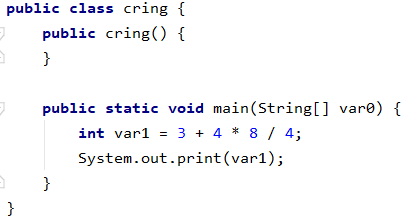 public class cring {
    public cring() {
    }

    public static void main(String[] var0) {
        int var1 = 3 + 4 * 8 / 4;
        System.out.print(var1);
    }
}